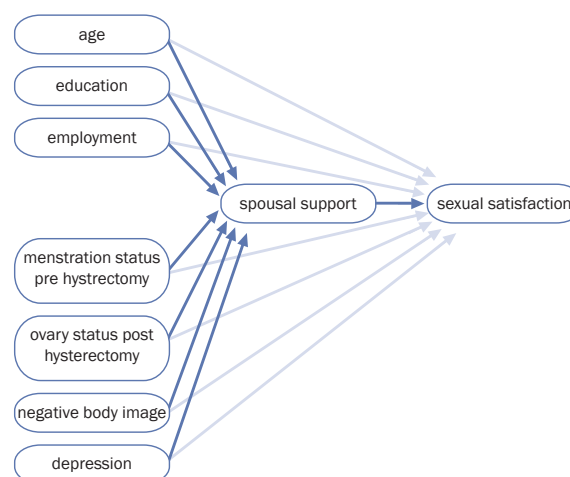 age
education
employment
spousal support
sexual satisfaction
menstration status
pre hystrectomy
ovary status post
hysterectomy
negative body image
depression